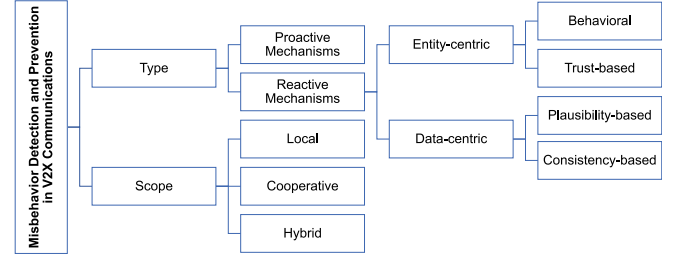 Misbehavior Detection and Prevention
in V2X Communications
Type
Scope
Proactive
Mechanisms
Reactive
Mechanisms
Local
Cooperative
Hybrid
Entity-centric
Data-centric
Behavioral
Trust-based
Plausibility-based
Consistency-based